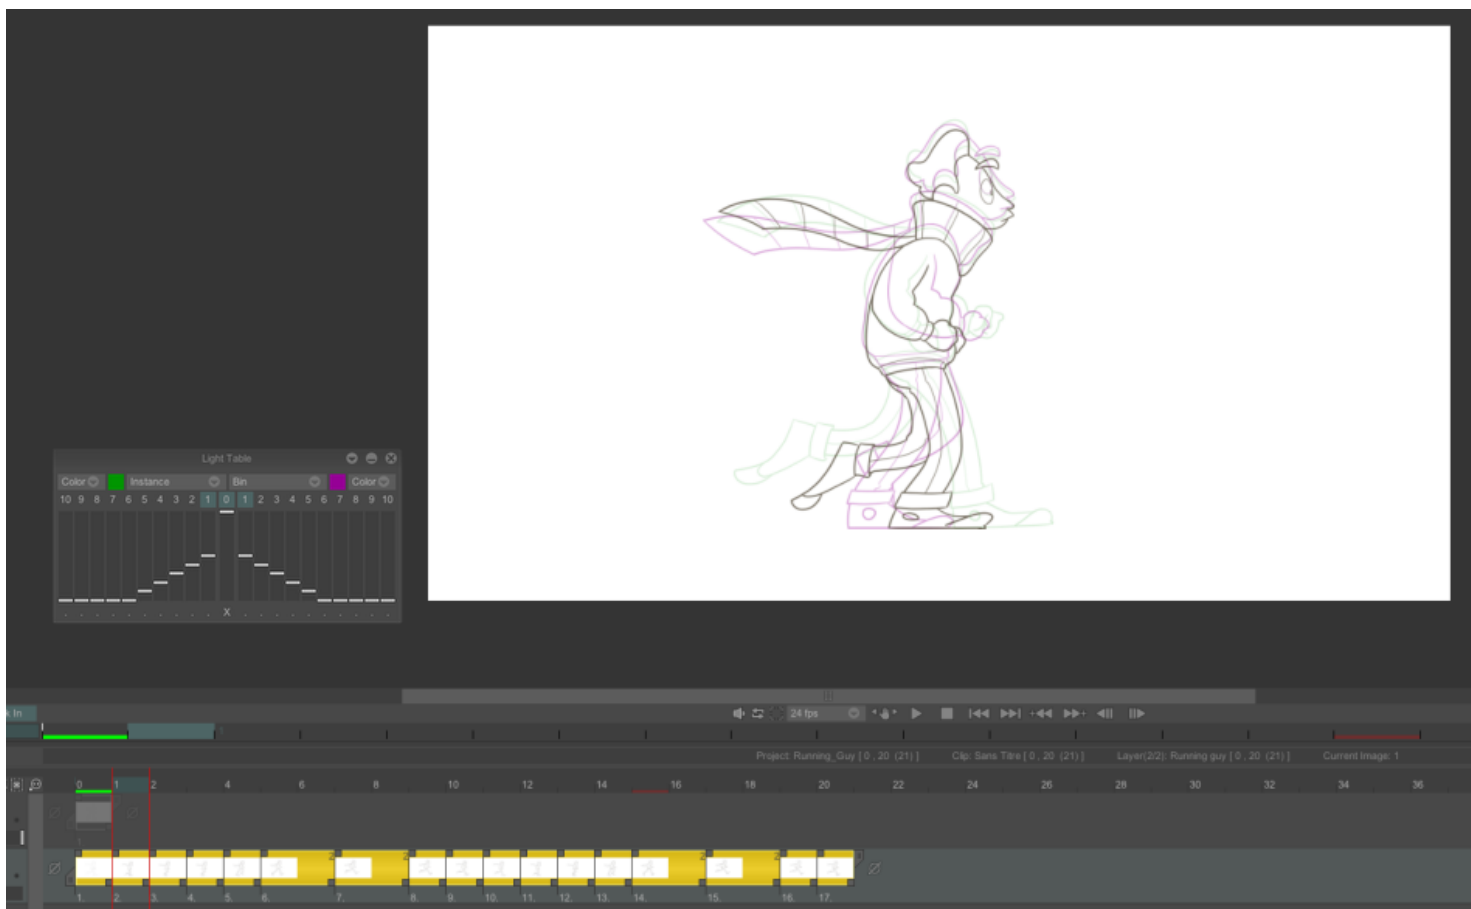 Light Table
Color Instance Bin Color
10 9 8 7 6 5 4 3 2 1 0 1 2 3 4 5 6 7 8 9 10
X
k In
24 fps
Project: Running_Guy [ 0 , 20 (21) ] Clip: Sans Titre [ 0 , 20 (21) ] Layer(2/2): Running guy [ 0 , 20 (21) ] Current Image: 1
0 1 2 4 6 8 10 12 14 16 18 20 22 24 26 28 30 32 34 36
1. 2. 3. 4. 5. 6. 7. 8. 9. 10. 11. 12. 13. 14. 15. 16. 17.